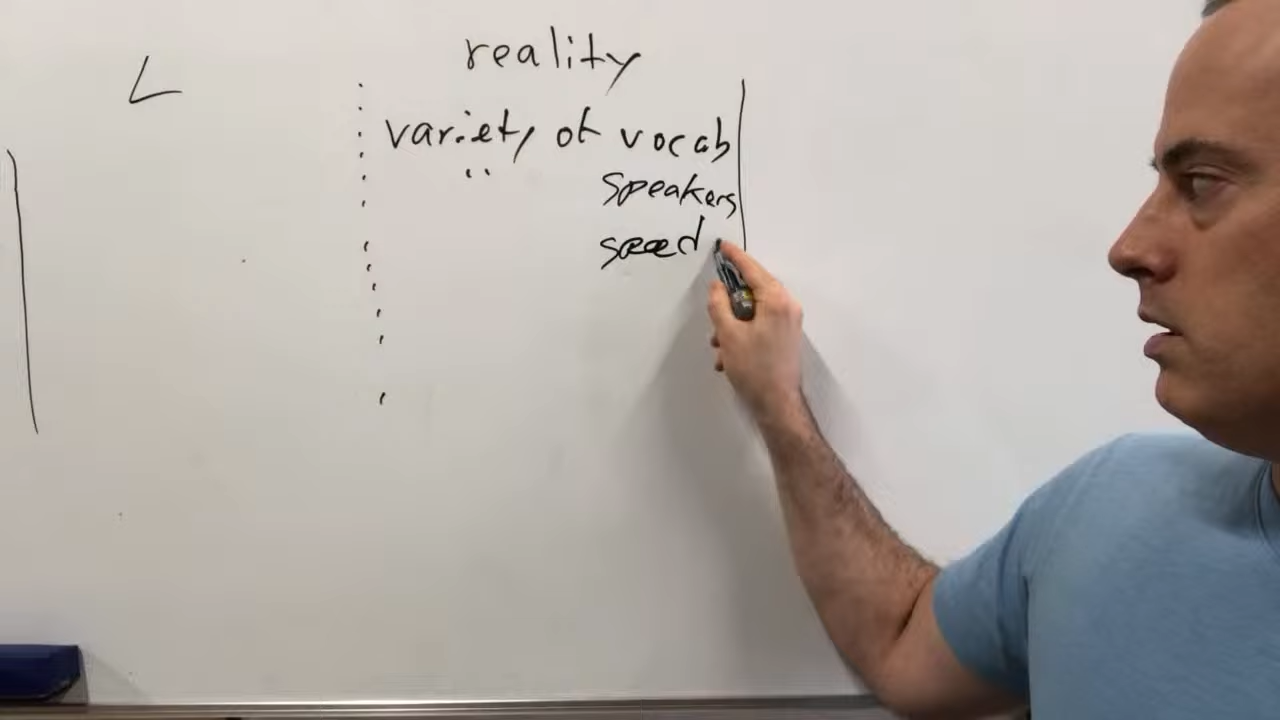 L
reality
variety of vocab
" speakers
speed